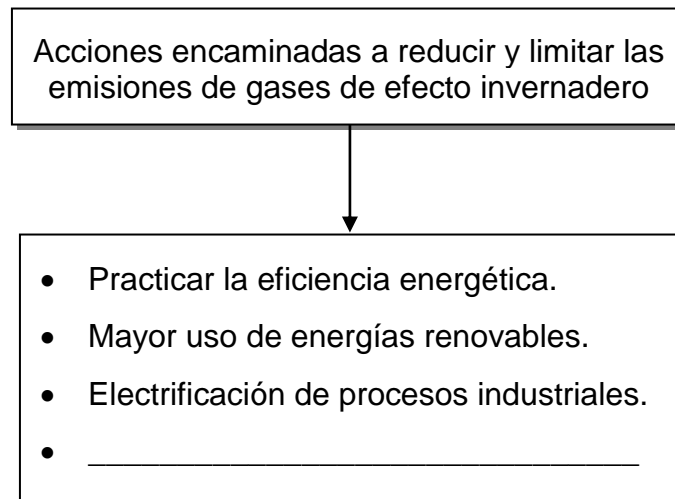 Acciones encaminadas a reducir y limitar las
emisiones de gases de efecto invernadero
• Practicar la eficiencia energética.
• Mayor uso de energías renovables.
• Electrificación de procesos industriales.
• _________________________________